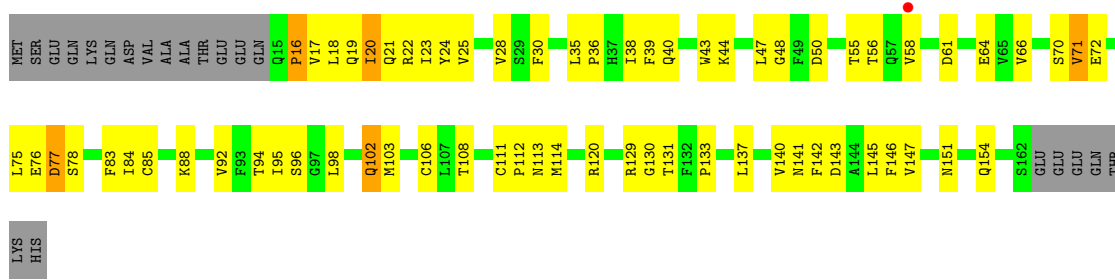 MET SER GLU GLN LYS GLN ASP VAL ALA ALA THR GLU GLU GLN Q15 P16 V17 L18 Q19 I20 Q21 R22 I23 Y24 V25 V28 S29 F30 L35 P36 H37 I38 F39 Q40 W43 K44 L47 G48 F49 D50 T55 T56 Q57 V58 D61 E64 V65 V66 S70 V71 E72
L75 E76 D77 S78 F83 I84 C85 K88 V92 F93 T94 I95 S96 G97 L98 Q102 M103 C106 L107 T108 C111 P112 N113 M114 R120 R129 G130 T131 F132 P133 L137 V140 N141 F142 D143 A144 L145 F146 V147 N151 Q154 S162 GLU GLU GLU GLN THR
LYS HIS